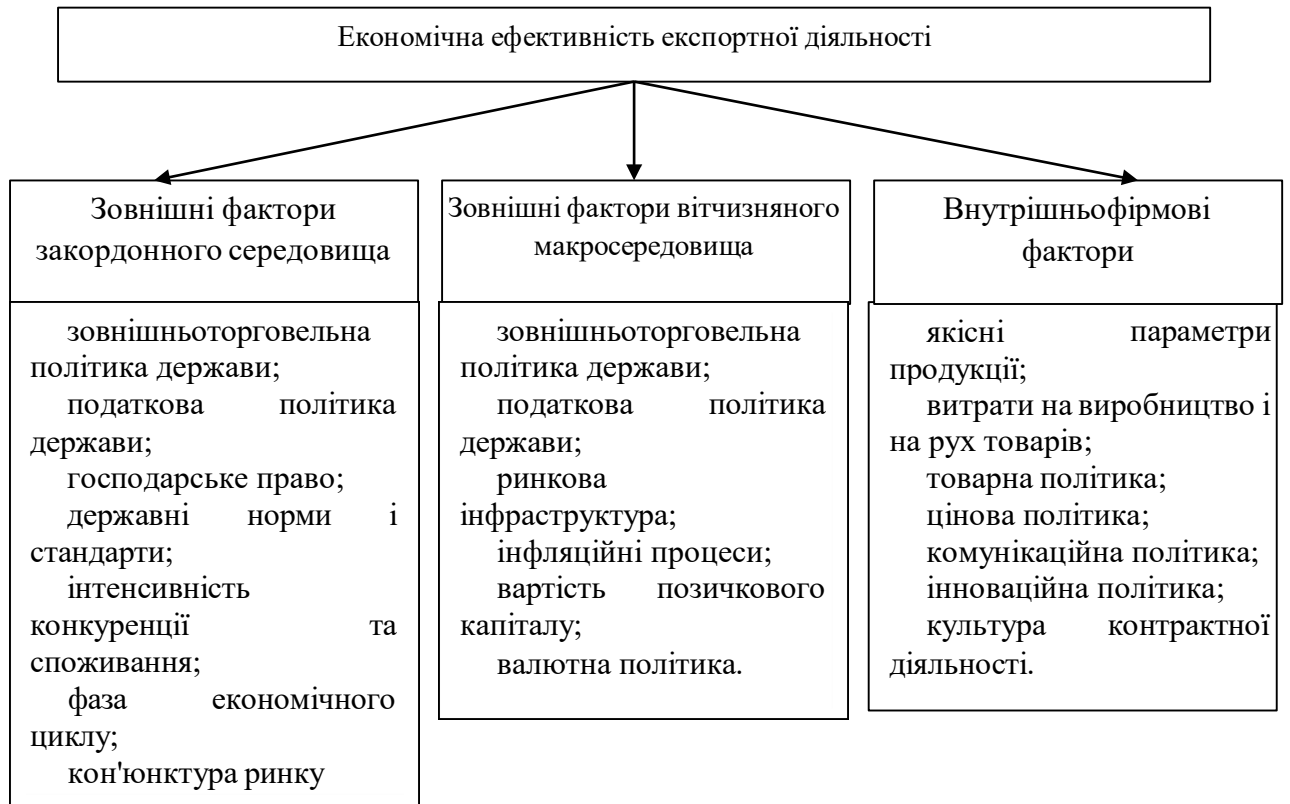 Економічна ефективність експортної діяльності
Зовнішні фактори
закордонного середовища
Зовнішні фактори вітчизняного
макросередовища
Внутрішньофірмові
фактори
зовнішньоторговельна
політика держави;
податкова політика
держави;
господарське право;
державні норми і
стандарти;
інтенсивність
конкуренції та
споживання;
фаза економічного
циклу;
кон'юнктура ринку
зовнішньоторговельна
політика держави;
податкова політика
держави;
ринкова
інфраструктура;
інфляційні процеси;
вартість позичкового
капіталу;
валютна політика.
якісні параметри
продукції;
витрати на виробництво і
на рух товарів;
товарна політика;
цінова політика;
комунікаційна політика;
інноваційна політика;
культура контрактної
діяльності.